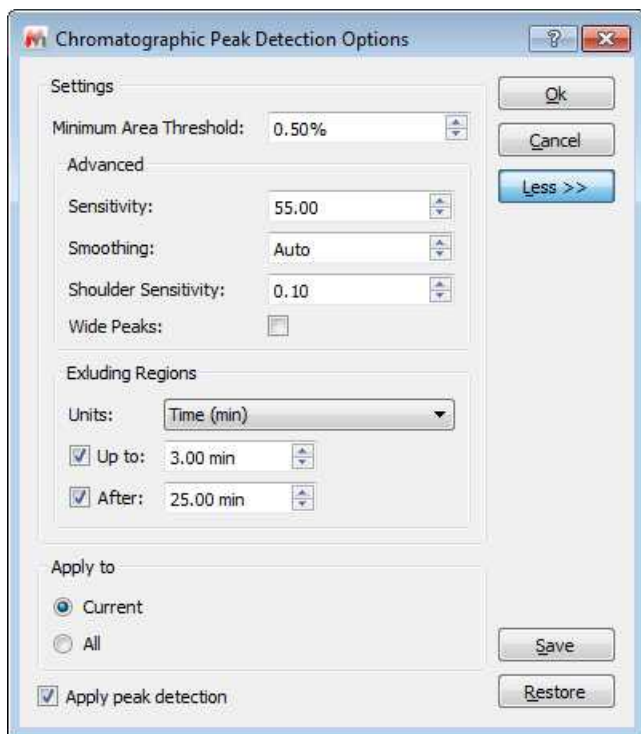 Chromatographic Peak Detection Options
?
Settings
Minimum Area Threshold: 0.50%
Advanced
Sensitivity: 55.00
Smoothing: Auto
Shoulder Sensitivity: 0.10
Wide Peaks:
Exluding Regions
Units: Time (min)
Up to: 3.00 min
After: 25.00 min
Apply to
Current
All
Apply peak detection
Ok
Cancel
Less >>
Save
Restore